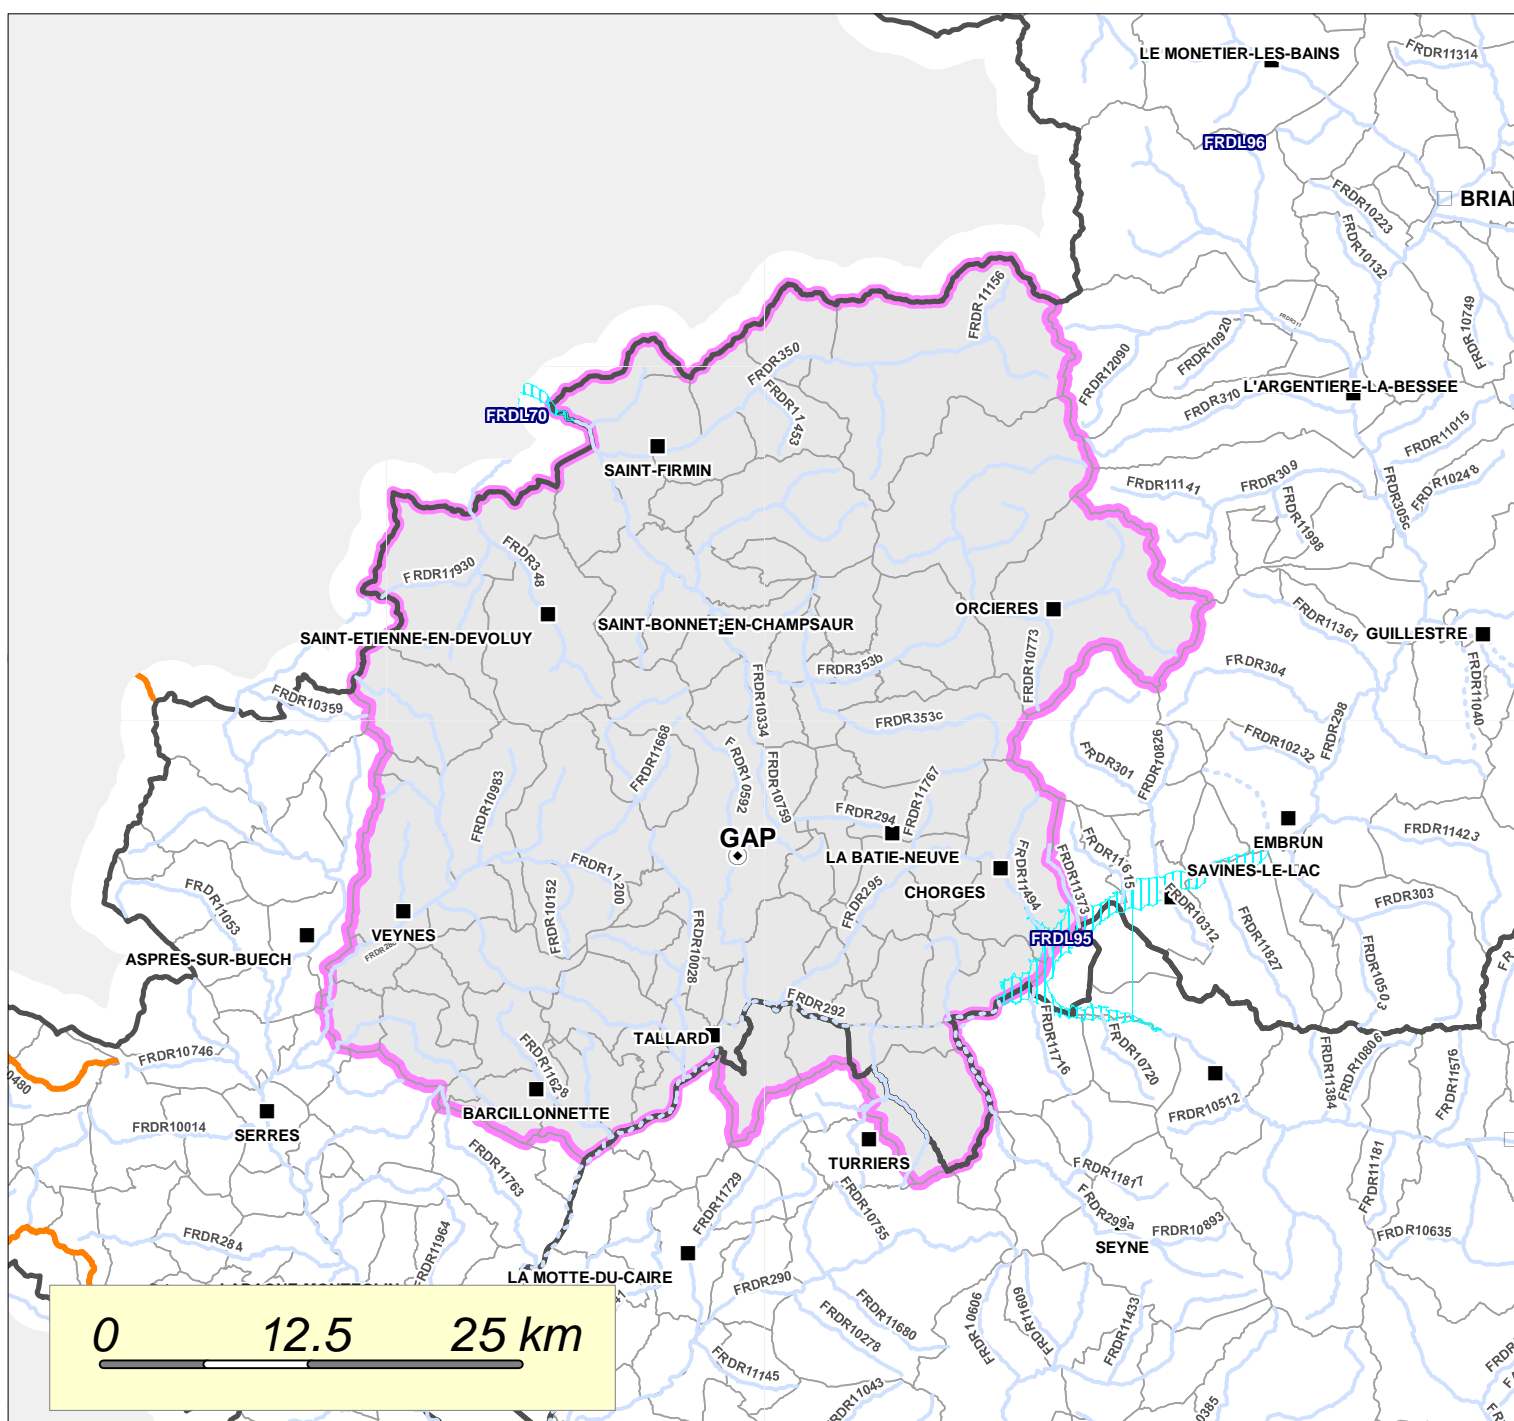 LE MONETIER-LES-BAINS
FRDR11314
FRDL96
FRDR10223
BRIAN
FRDR10132
FRDR11156
FRDR10749
FRDR311
FRDR350
FRDR10920
FRDR12090
L'ARGENTIERE-LA-BESSEE
FRDR310
FRDL70
FRDR11453
FRDR11015
SAINT-FIRMIN
FRDR309
FRDR11141
FRDR10248
FRDR305c
FRDR11998
FRDR348
FRDR11930
ORCIERES
SAINT-BONNET-EN-CHAMPSAUR
FRDR11361
SAINT-ETIENNE-EN-DEVOLUY
GUILLESTRE
FRDR353b
FRDR10773
FRDR304
FRDR11040
FRDR10359
FRDR10334
FRDR353c
FRDR298
FRDR10826
FRDR10232
FRDR11668
FRDR301
FRDR10592
FRDR10759
FRDR11767
FRDR10983
FRDR294
GAP
FRDR11423
EMBRUN
LA BATIE-NEUVE
FRDR11615
SAVINES-LE-LAC
CHORGES
FRDR11494
FRDR11373
FRDR11200
FRDR295
FRDR303
FRDR11053
FRDR10152
FRDR10312
VEYNES
FRDL95
FRDR11827
ASPRES-SUR-BUECH
FRDR10028
FRDR10503
FRDR292
TALLARD
FRDR11716
FRDR10720
FRDR10746
0480
FRDR11628
FRDR11384
FRDR10806
FRDR11576
BARCILLONNETTE
FRDR10512
FRDR10014
SERRES
TURRIERS
FRDR11763
FRDR11729
FRDR11817
FRDR11181
FRDR10755
FRDR299a
FRDR10893
FRDR284
FRDR11964
SEYNE
FRDR10635
LA MOTTE-DU-CAIRE
FRDR290
FRDR10606
FRDR11609
FRDR11433
FRDR11680
FRDR10278
0 12.5 25 km
FRDR11145
FRDR11043
0385